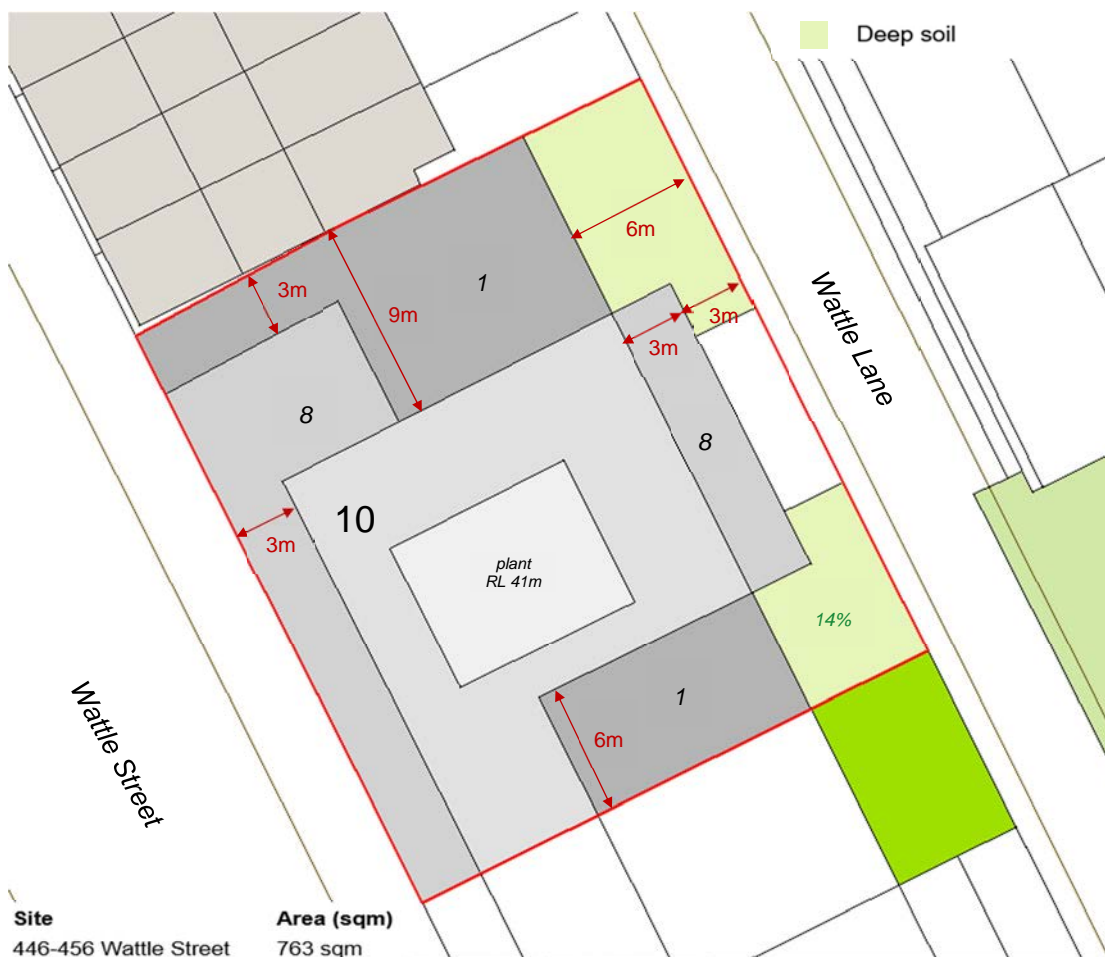 Deep soil
6m
3m
1
9m
Wattle Lane
3m
3m
8
8
10
3m
plant
RL 41m
14%
1
6m
Wattle Street
Site Area (sqm)
446-456 Wattle Street 763 sqm